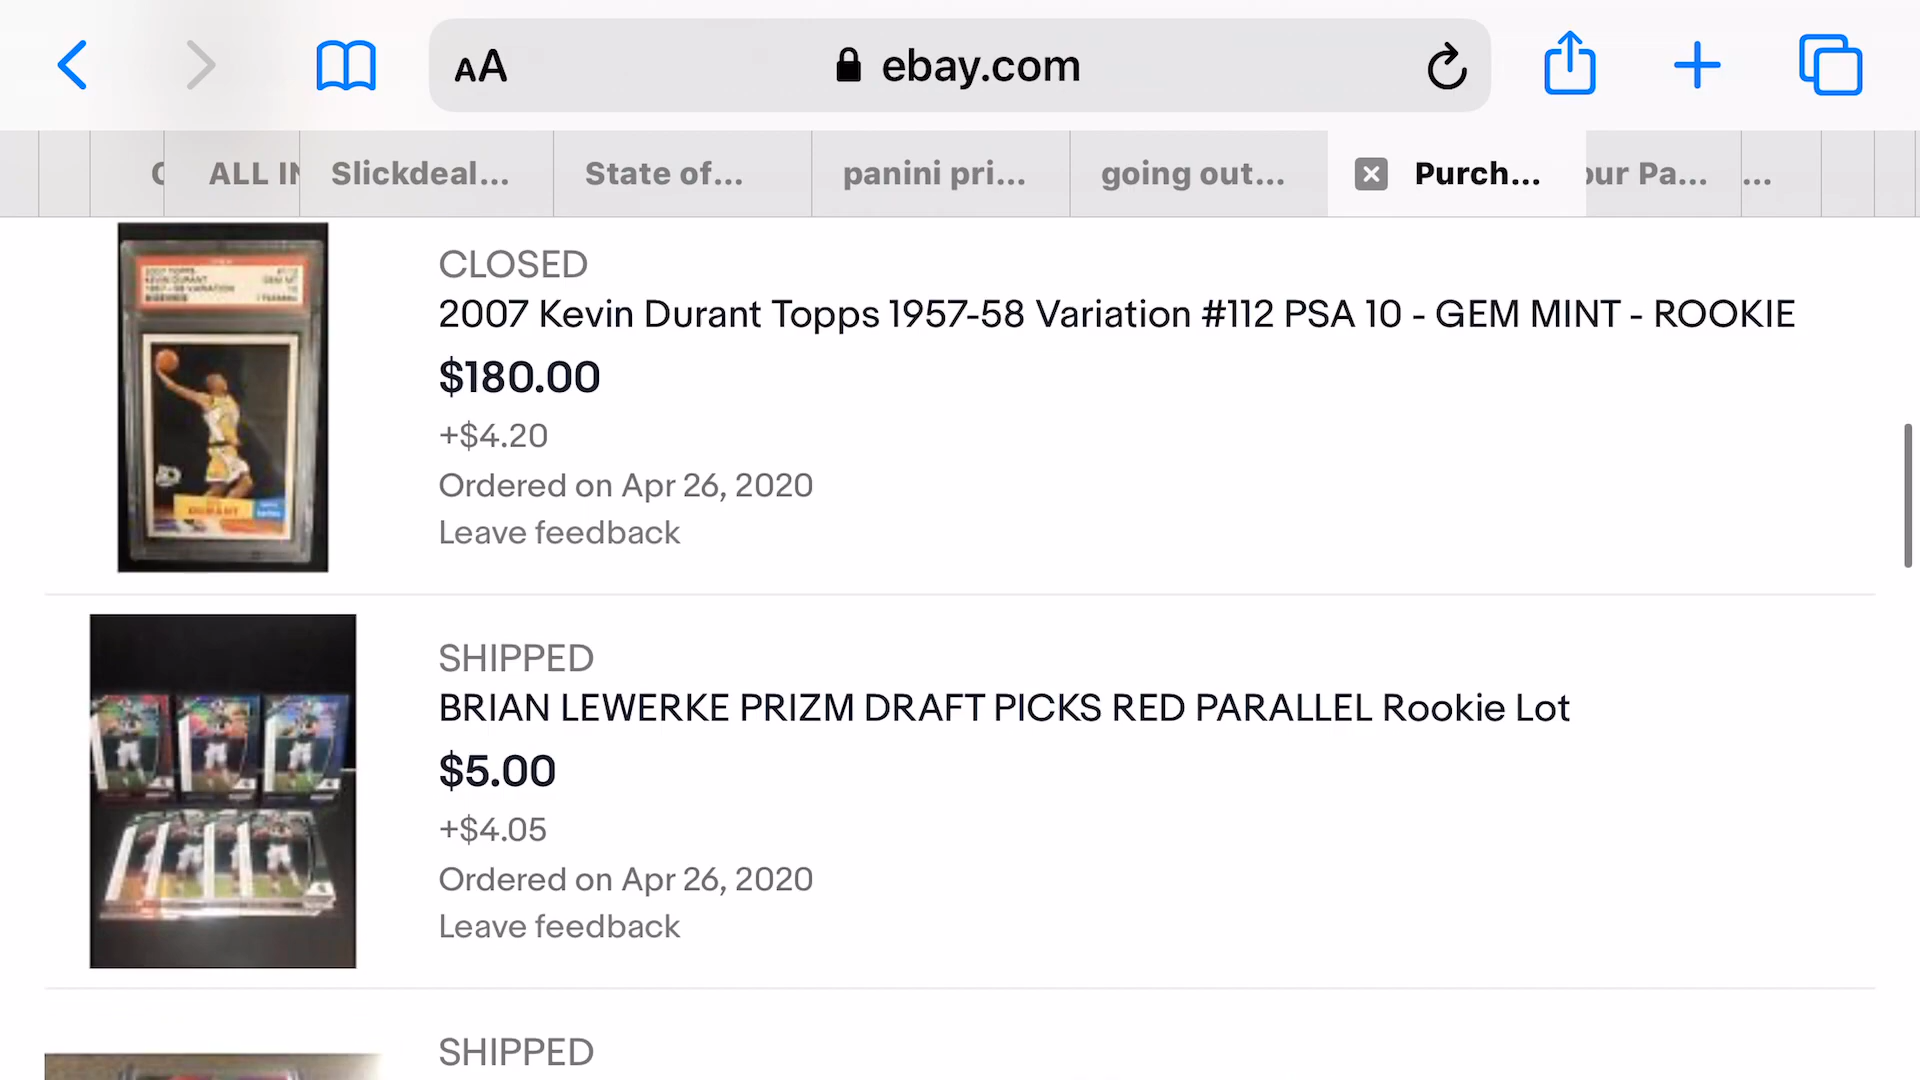 AA
ebay.com
ALL IN
Slickdeal...
State of...
panini pri...
going out...
Purch...
our Pa...
...
CLOSED
2007 Kevin Durant Topps 1957-58 Variation #112 PSA 10 - GEM MINT - ROOKIE
$180.00
+$4.20
Ordered on Apr 26, 2020
Leave feedback
DURANT
SHIPPED
BRIAN LEWERKE PRIZM DRAFT PICKS RED PARALLEL Rookie Lot
$5.00
+$4.05
Ordered on Apr 26, 2020
Leave feedback
SHIPPED